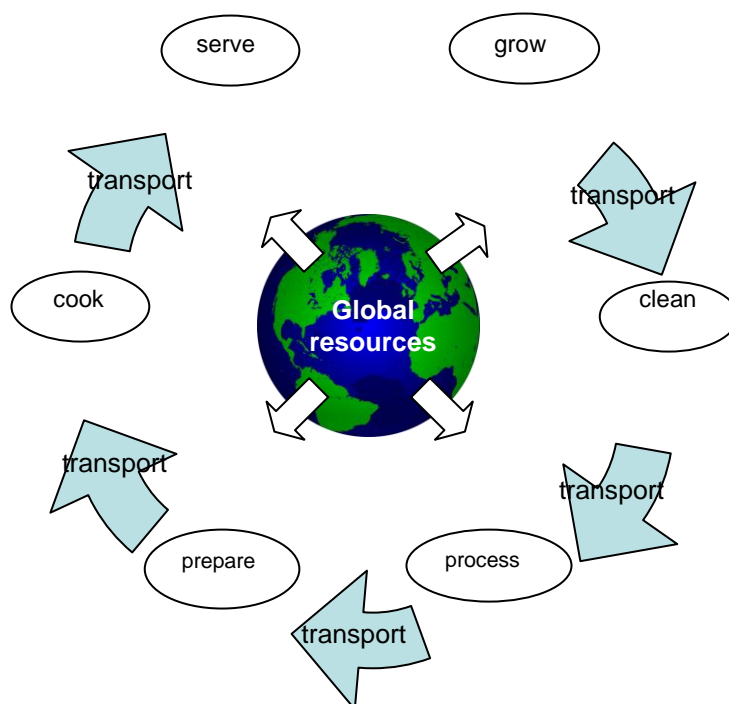 serve
grow
transport
transport
cook
clean
Global
resources
transport
transport
prepare
process
transport